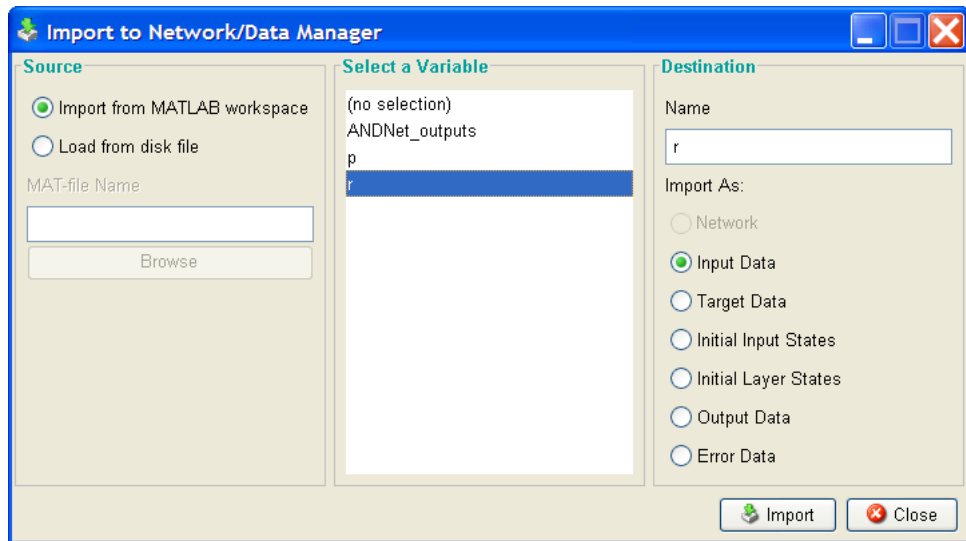 Import to Network/Data Manager
Source
Import from MATLAB workspace
Load from disk file
MAT-file Name
Browse
Select a Variable
(no selection)
ANDNet_outputs
p
r
Destination
Name
r
Import As:
Network
Input Data
Target Data
Initial Input States
Initial Layer States
Output Data
Error Data
Import
Close